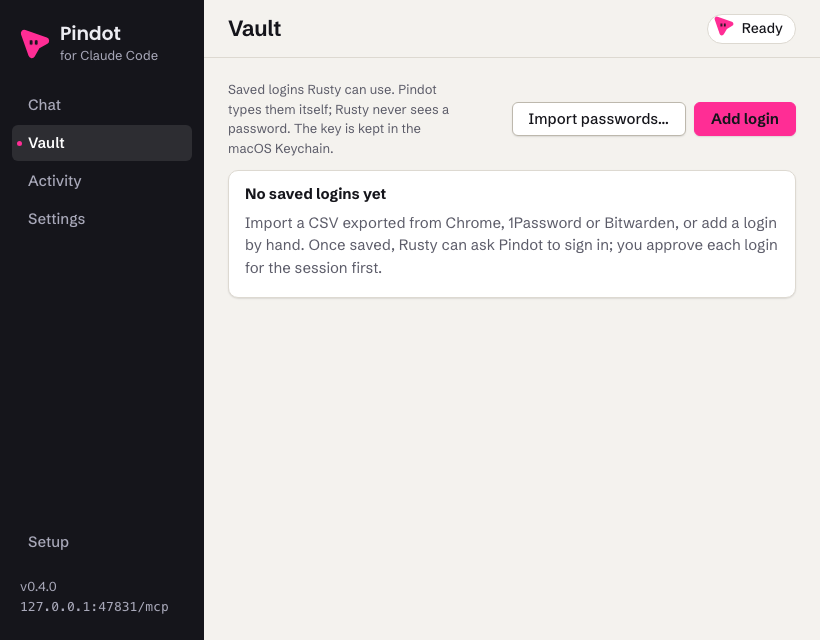 Pindot
for Claude Code
Chat
Vault
Activity
Settings
Setup
v0.4.0
127.0.0.1:47831/mcp
Vault
Ready
Saved logins Rusty can use. Pindot
types them itself; Rusty never sees a
password. The key is kept in the
macOS Keychain.
Import passwords...
Add login
No saved logins yet
Import a CSV exported from Chrome, 1Password or Bitwarden, or add a login
by hand. Once saved, Rusty can ask Pindot to sign in; you approve each login
for the session first.